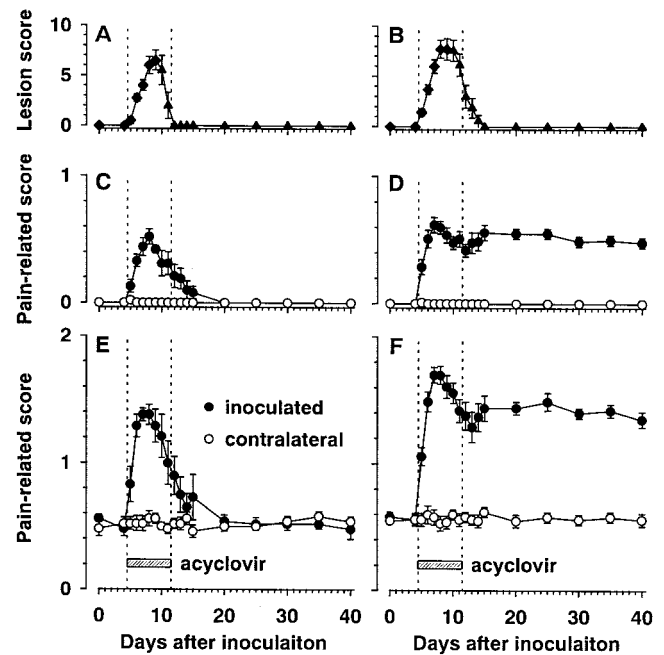 A
B
Lesion score
10
5
0
C
D
Pain-related score
1
0
E
F
Pain-related score
2
1
0
inoculated
contralateral
acyclovir
acyclovir
0 10 20 30 40
0 10 20 30 40
Days after inoculaiton
Days after inoculaiton